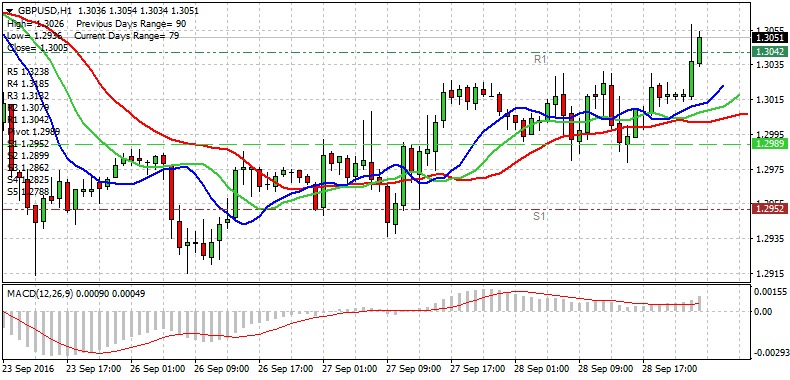 GBPUSD,H1 1.3036 1.3054 1.3034 1.3051
High= 1.3026 Previous Days Range= 90
Low= 1.2936 Current Days Range= 79
Close= 1.3005
R5 1.3238
R4 1.3185
R3 1.3132
R2 1.3079
R1 1.3042
Pivot 1.2989
S1 1.2952
S2 1.2899
S3 1.2862
S4 1.2825
S5 1.2788
R1
S1
1.3055
1.3051
1.3042
1.3035
1.3015
1.2995
1.2989
1.2975
1.2955
1.2952
1.2935
1.2915
MACD(12,26,9) 0.00090 0.00049
0.00155
0.00
-0.00293
23 Sep 2016 23 Sep 17:00 26 Sep 01:00 26 Sep 09:00 26 Sep 17:00 27 Sep 01:00 27 Sep 09:00 27 Sep 17:00 28 Sep 01:00 28 Sep 09:00 28 Sep 17:00